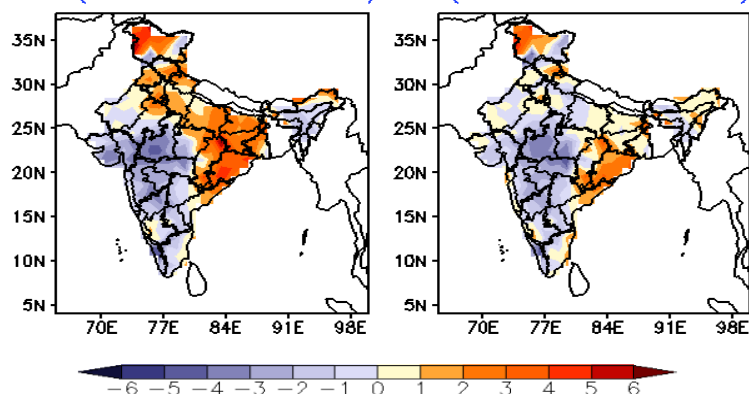 35N 35N
30N 30N
25N 25N
20N 20N
15N 15N
10N 10N
5N 5N
70E 77E 84E 91E 98E 70E 77E 84E 91E 98E
-6 -5 -4 -3 -2 -1 0 1 2 3 4 5 6